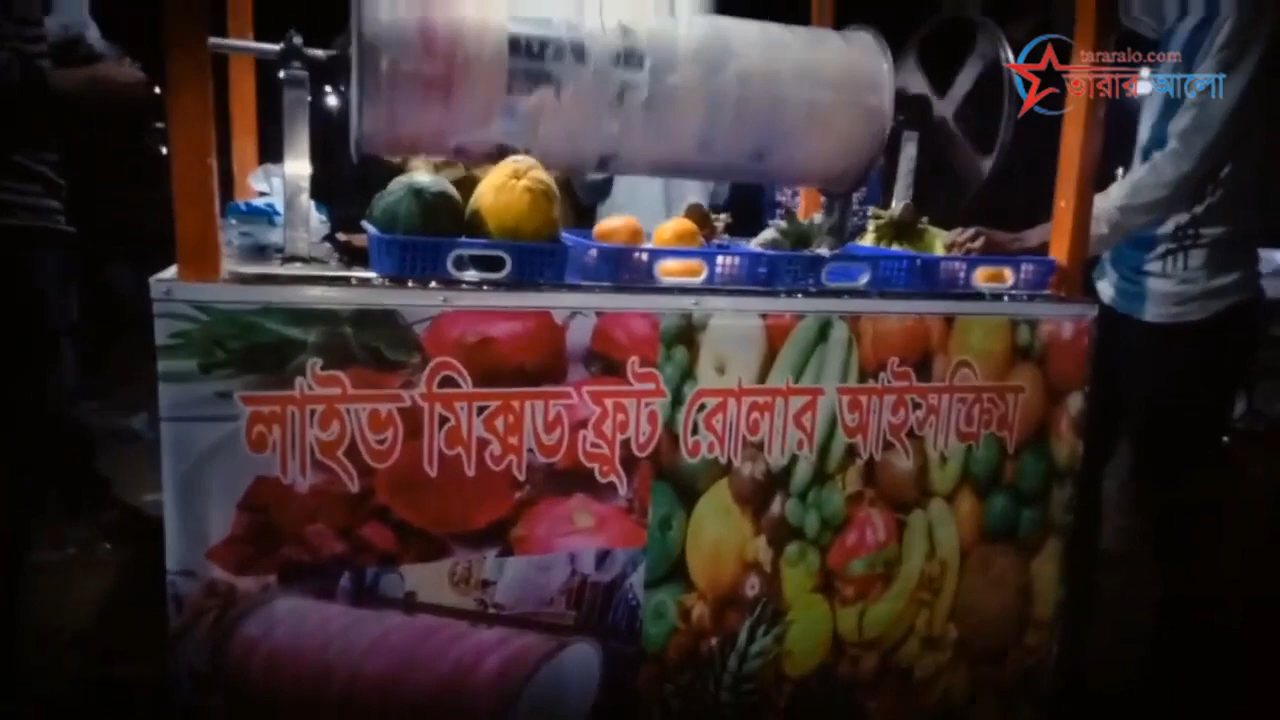 tararalo.com
তারার আলো
লাইভ মিক্সড ফ্রুট রোলার আইসক্রিম